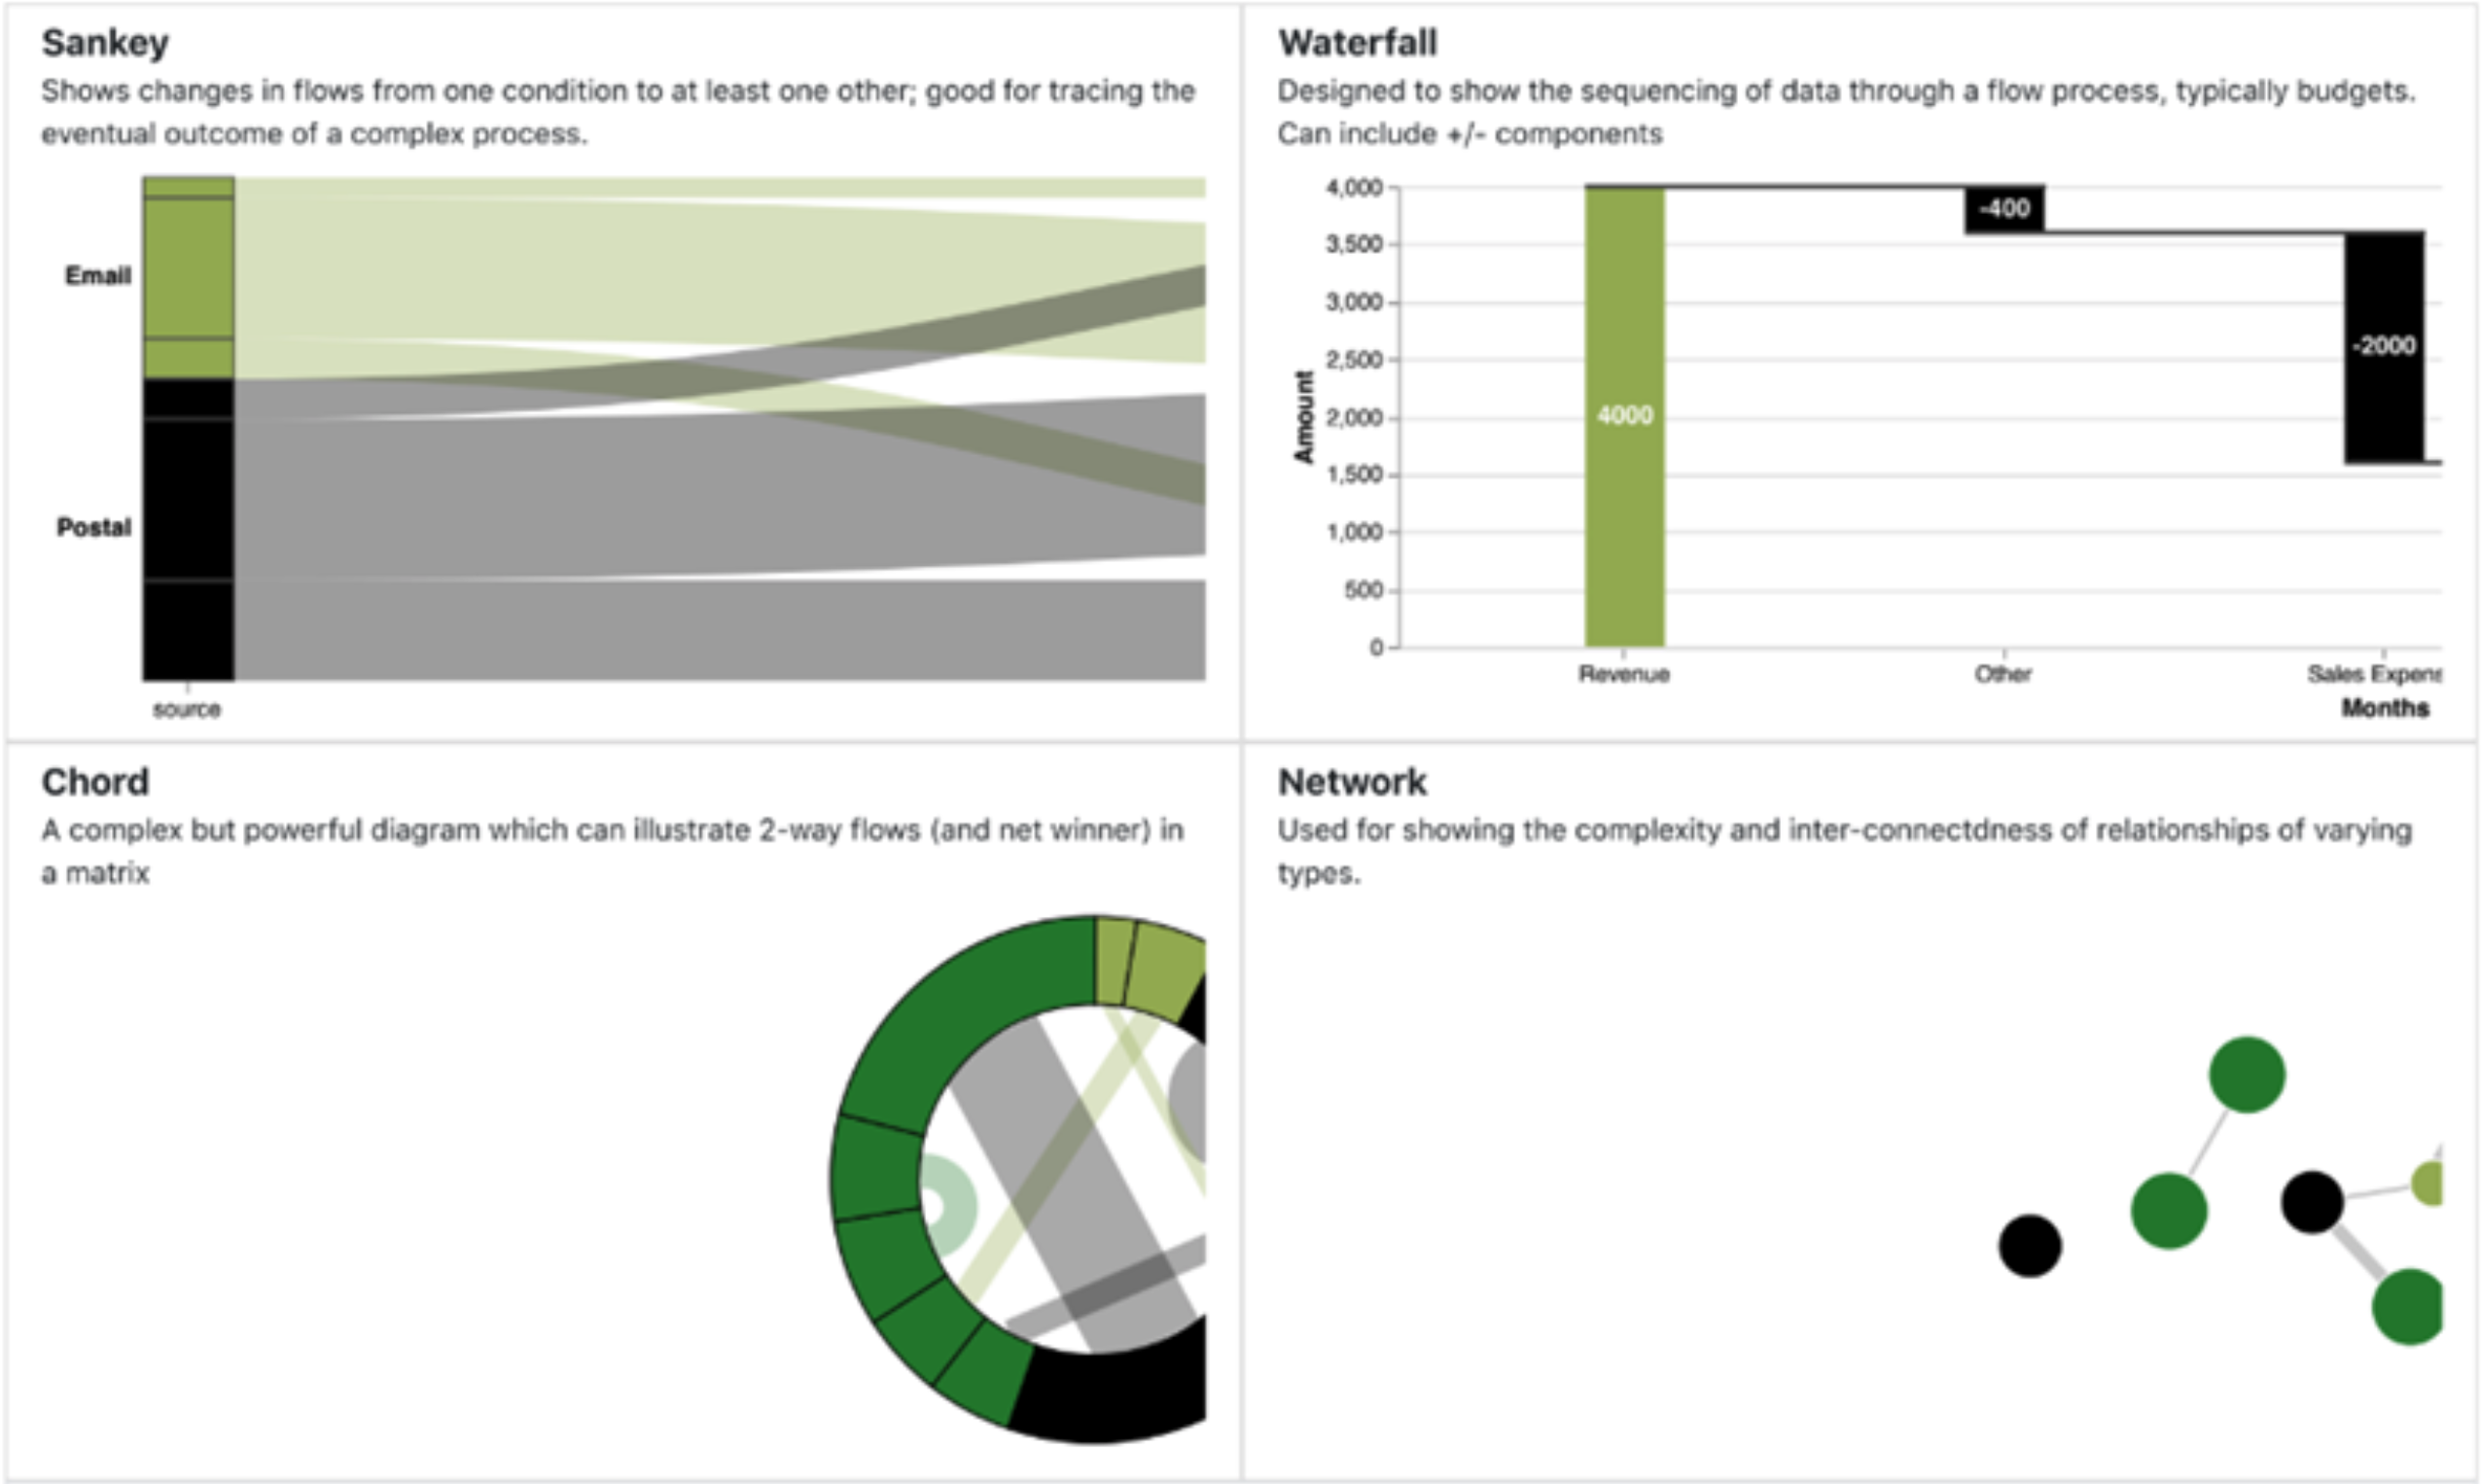 Sankey
Shows changes in flows from one condition to at least one other; good for tracing the
eventual outcome of a complex process.
Email
Postal
source
Waterfall
Designed to show the sequencing of data through a flow process, typically budgets.
Can include +/- components
4,000
3,500
3,000
2,500
2,000
1,500
1,000
500
0
Amount
4000
-400
-2000
Revenue
Other
Sales Expens
Months
Chord
A complex but powerful diagram which can illustrate 2-way flows (and net winner) in
a matrix
Network
Used for showing the complexity and inter-connectdness of relationships of varying
types.